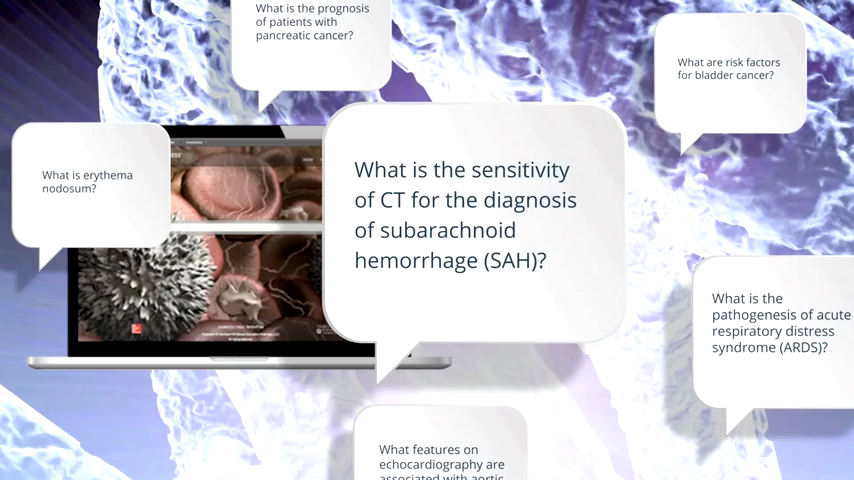 What is the prognosis
of patients with
pancreatic cancer?
What are risk factors
for bladder cancer?
What is erythema
nodosum?
What is the sensitivity
of CT for the diagnosis
of subarachnoid
hemorrhage (SAH)?
What is the
pathogenesis of acute
respiratory distress
syndrome (ARDS)?
What features on
echocardiography are
associated with aortic